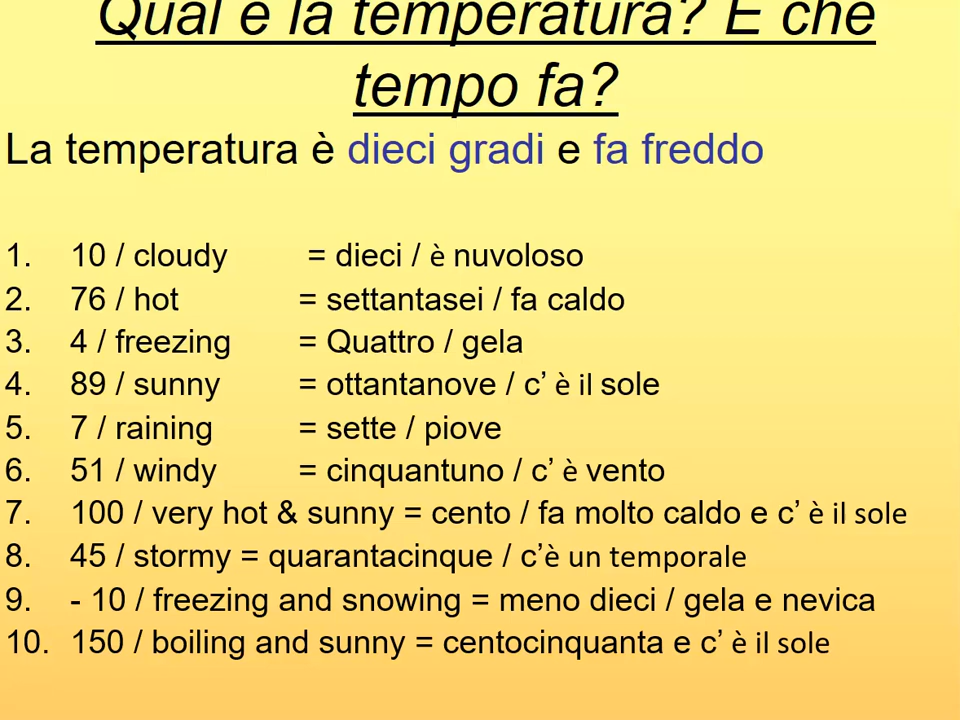 Qual è la temperatura? E che
tempo fa?
La temperatura è dieci gradi e fa freddo
1. 10 / cloudy = dieci / è nuvoloso
2. 76 / hot = settantasei / fa caldo
3. 4 / freezing = Quattro / gela
4. 89 / sunny = ottantanove / c’ è il sole
5. 7 / raining = sette / piove
6. 51 / windy = cinquantuno / c’ è vento
7. 100 / very hot & sunny = cento / fa molto caldo e c’ è il sole
8. 45 / stormy = quarantacinque / c’è un temporale
9. - 10 / freezing and snowing = meno dieci / gela e nevica
10. 150 / boiling and sunny = centocinquanta e c’ è il sole